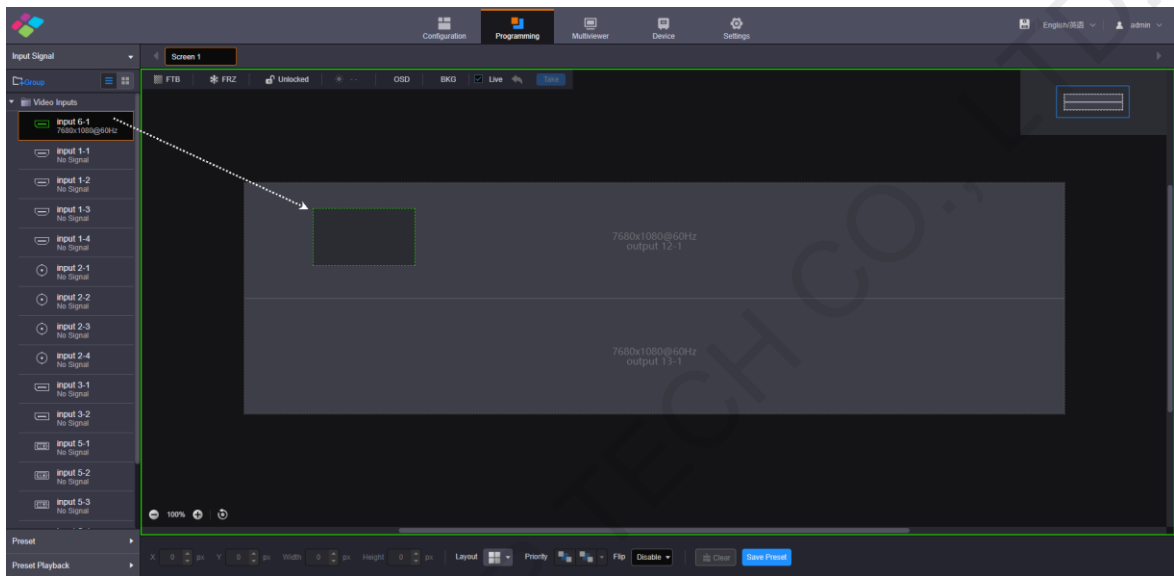 Configuration
Programming
Multiviewer
Device
Settings
English/英语
admin
Input Signal
Screen 1
Group
FTB
FRZ
Unlocked
--
OSD
BKG
Live
Take
Video Inputs
input 6-1
7680x1080@60Hz
input 1-1
No Signal
input 1-2
No Signal
input 1-3
No Signal
input 1-4
No Signal
input 2-1
No Signal
input 2-2
No Signal
input 2-3
No Signal
input 2-4
No Signal
input 3-1
No Signal
input 3-2
No Signal
input 5-1
No Signal
input 5-2
No Signal
input 5-3
No Signal
7680x1080@60Hz
output 12-1
7680x1080@60Hz
output 13-1
100%
Preset
Preset Playback
X 0 px Y 0 px Width 0 px Height 0 px Layout Priority Flip Disable Clear Save Preset
TECH CO., LTD.